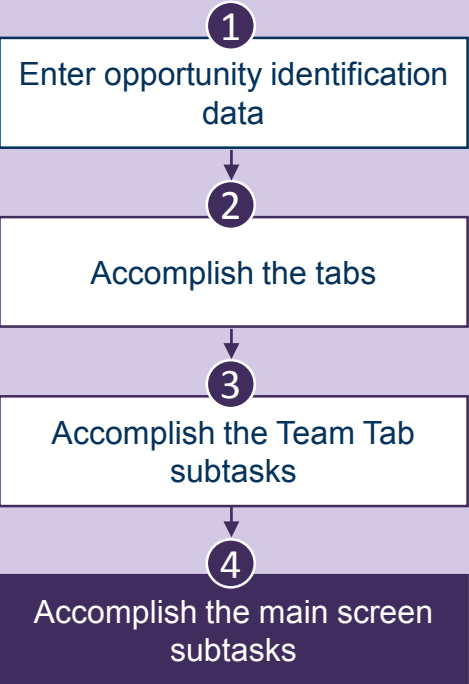 1
Enter opportunity identification
data
2
Accomplish the tabs
3
Accomplish the Team Tab
subtasks
4
Accomplish the main screen
subtasks